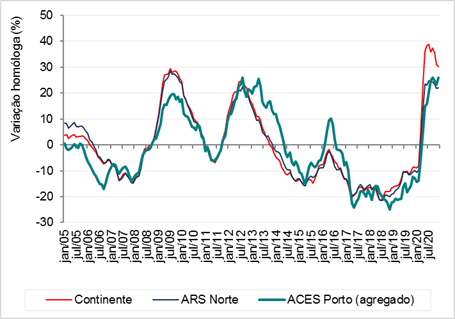 Variação homóloga (%)
50
40
30
20
10
0
-10
-20
-30
jan/05
jul/05
jan/06
jul/06
jan/07
jul/07
jan/08
jul/08
jan/09
jul/09
jan/10
jul/10
jan/11
jul/11
jan/12
jul/12
jan/13
jul/13
jan/14
jul/14
jan/15
jul/15
jan/16
jul/16
jan/17
jul/17
jan/18
jul/18
jan/19
jul/19
jan/20
jul/20
Continente
ARS Norte
ACES Porto (agregado)